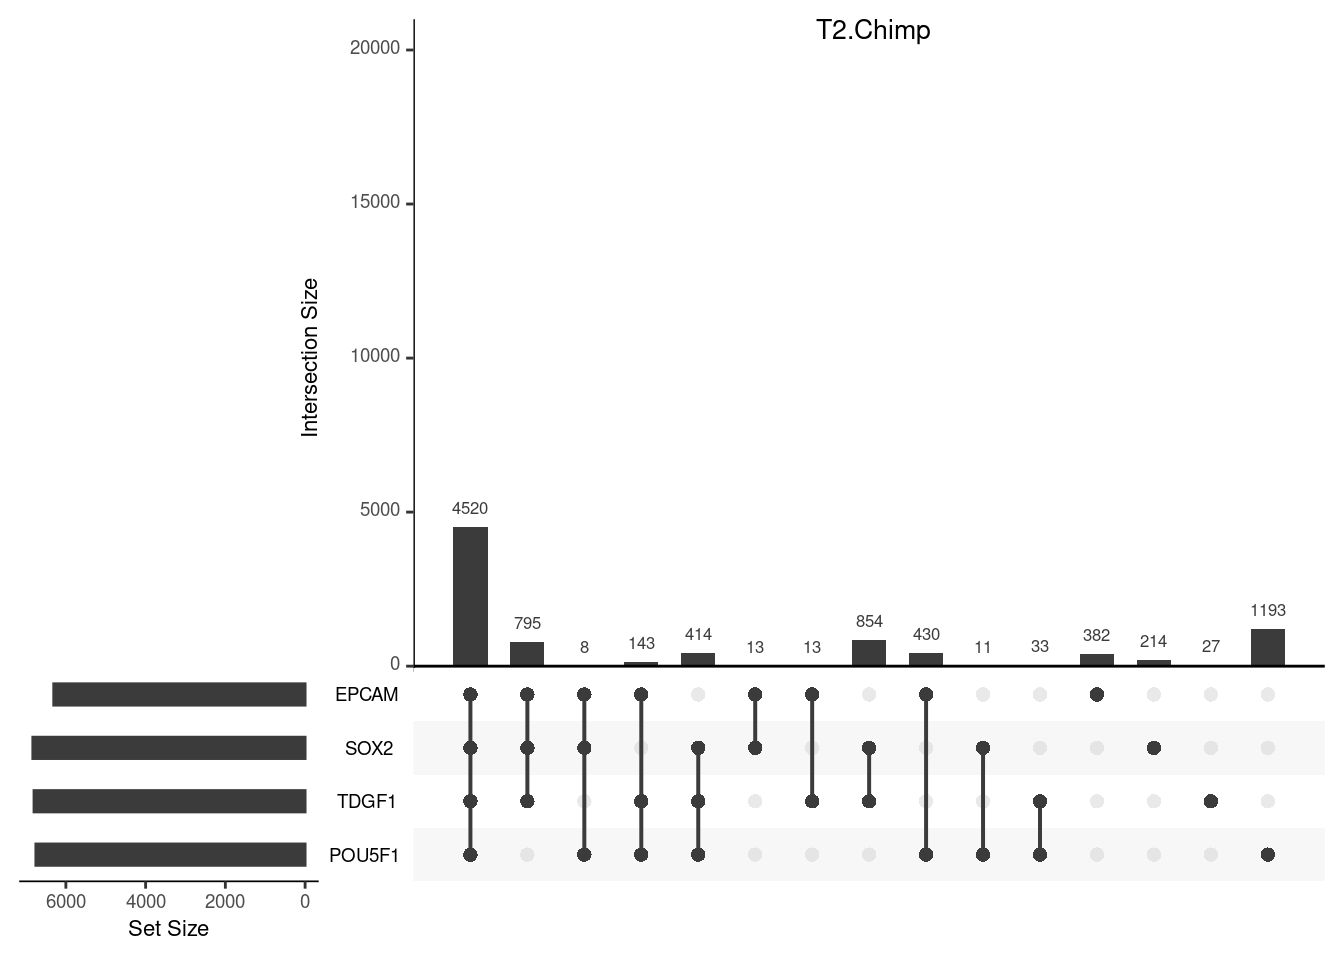 T2.Chimp
20000
15000
10000
5000
0
Intersection Size
4520
795
8
143
414
13
13
854
430
11
33
382
214
27
1193
EPCAM
SOX2
TDGF1
POU5F1
6000 4000 2000 0
Set Size